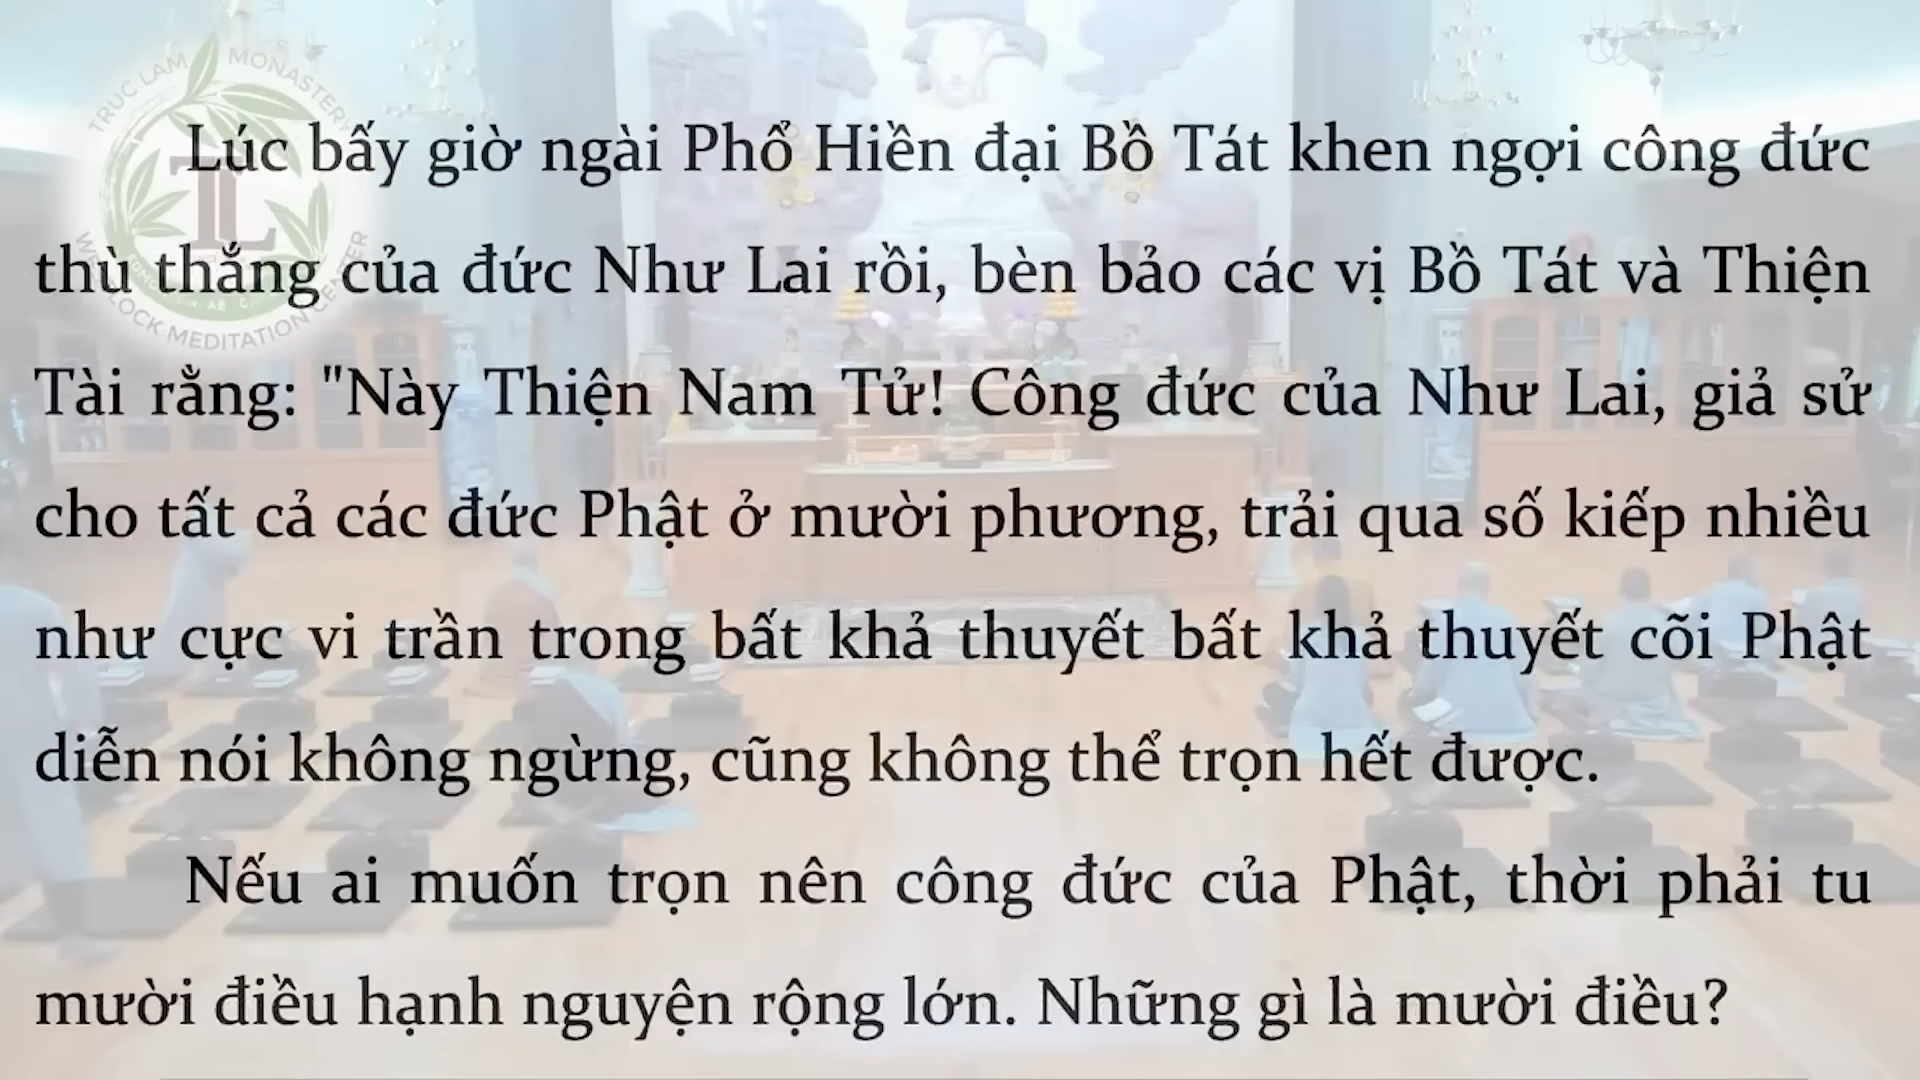 TRUC LAM MONASTERY
Lúc bấy giờ ngài Phổ Hiền đại Bồ Tát khen ngợi công đức
thù thắng của đức Như Lai rồi, bèn bảo các vị Bồ Tát và Thiện
Tài rằng: "Này Thiện Nam Tử! Công đức của Như Lai, giả sử
cho tất cả các đức Phật ở mười phương, trải qua số kiếp nhiều
như cực vi trần trong bất khả thuyết bất khả thuyết cõi Phật
diễn nói không ngừng, cũng không thể trọn hết được.
Nếu ai muốn trọn nên công đức của Phật, thời phải tu
mười điều hạnh nguyện rộng lớn. Những gì là mười điều?
MEDITATION CENTER